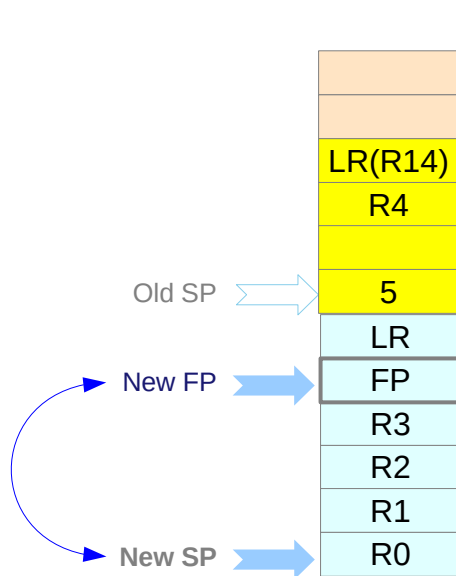 LR(R14)
R4
Old SP 5
LR
New FP FP
R3
R2
R1
New SP R0